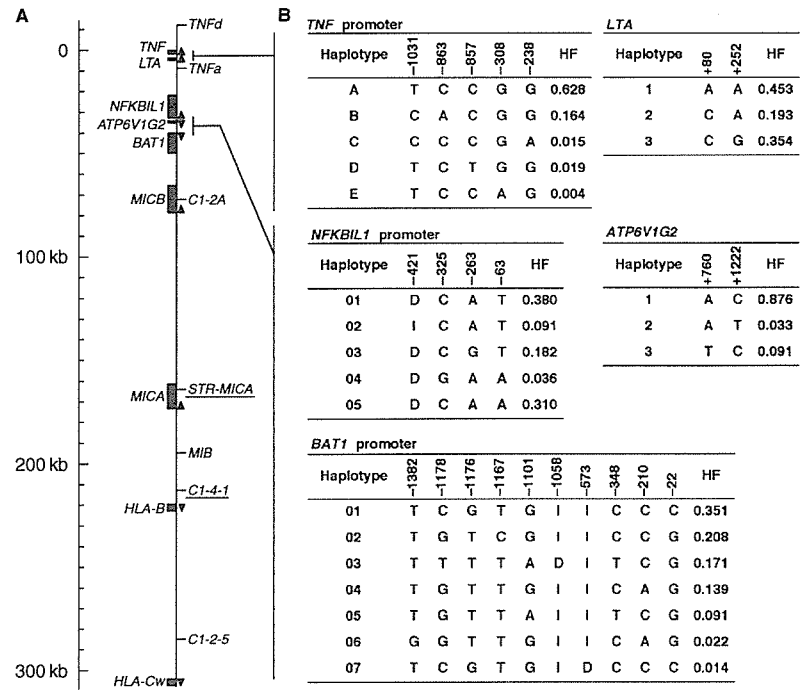 A
0
100 kb
200 kb
300 kb
TNFd
TNF
LTA
TNFa
NFKBIL1
ATP6V1G2
BAT1
MICB
C1-2A
MICA
STR-MICA
MIB
C1-4-1
HLA-B
C1-2-5
HLA-Cw
B
TNF promoter
Haplotype −1031 −863 −857 −308 −238 HF
A T C C G G 0.628
B C A C G G 0.164
C C C C G A 0.015
D T C T G G 0.019
E T C C A G 0.004
LTA
Haplotype +80 +252 HF
1 A A 0.453
2 C A 0.193
3 C G 0.354
NFKBIL1 promoter
Haplotype −421 −325 −263 −63 HF
01 D C A T 0.380
02 I C A T 0.091
03 D C G T 0.182
04 D G A A 0.036
05 D C A A 0.310
ATP6V1G2
Haplotype +760 +1222 HF
1 A C 0.876
2 A T 0.033
3 T C 0.091
BAT1 promoter
Haplotype −1382 −1178 −1176 −1167 −1101 −1058 −573 −348 −210 −22 HF
01 T C G T G I I C C C 0.351
02 T G T C G I I C C G 0.208
03 T T T T A D I T C G 0.171
04 T G T T G I I C A G 0.139
05 T G T T A I I T C G 0.091
06 G G T T G I I C A G 0.022
07 T C G T G I D C C C 0.014